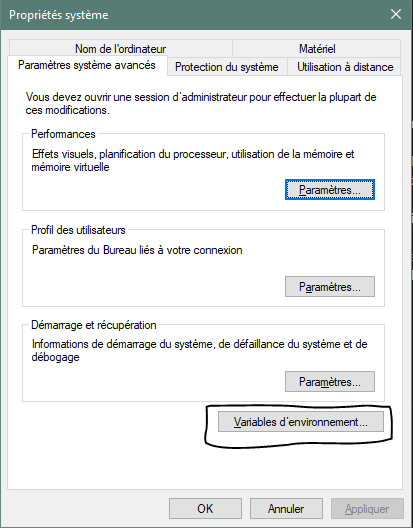 Propriétés système
Nom de l'ordinateur
Matériel
Paramètres système avancés
Protection du système
Utilisation à distance
Vous devez ouvrir une session d'administrateur pour effectuer la plupart de
ces modifications.
Performances
Effets visuels, planification du processeur, utilisation de la mémoire et
mémoire virtuelle
Paramètres...
Profil des utilisateurs
Paramètres du Bureau liés à votre connexion
Paramètres...
Démarrage et récupération
Informations de démarrage du système, de défaillance du système et de
débogage
Paramètres...
Variables d'environnement...
OK
Annuler
Appliquer